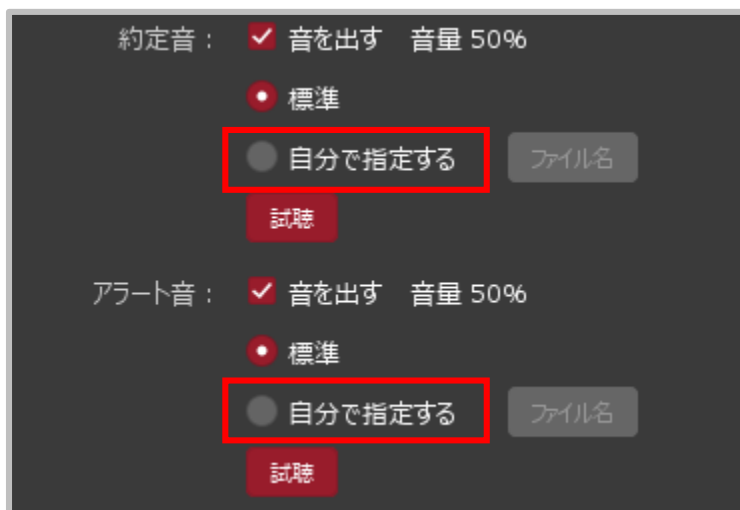 約定音： 音を出す 音量 50%
標準
自分で指定する ファイル名
試聴
アラート音： 音を出す 音量 50%
標準
自分で指定する ファイル名
試聴